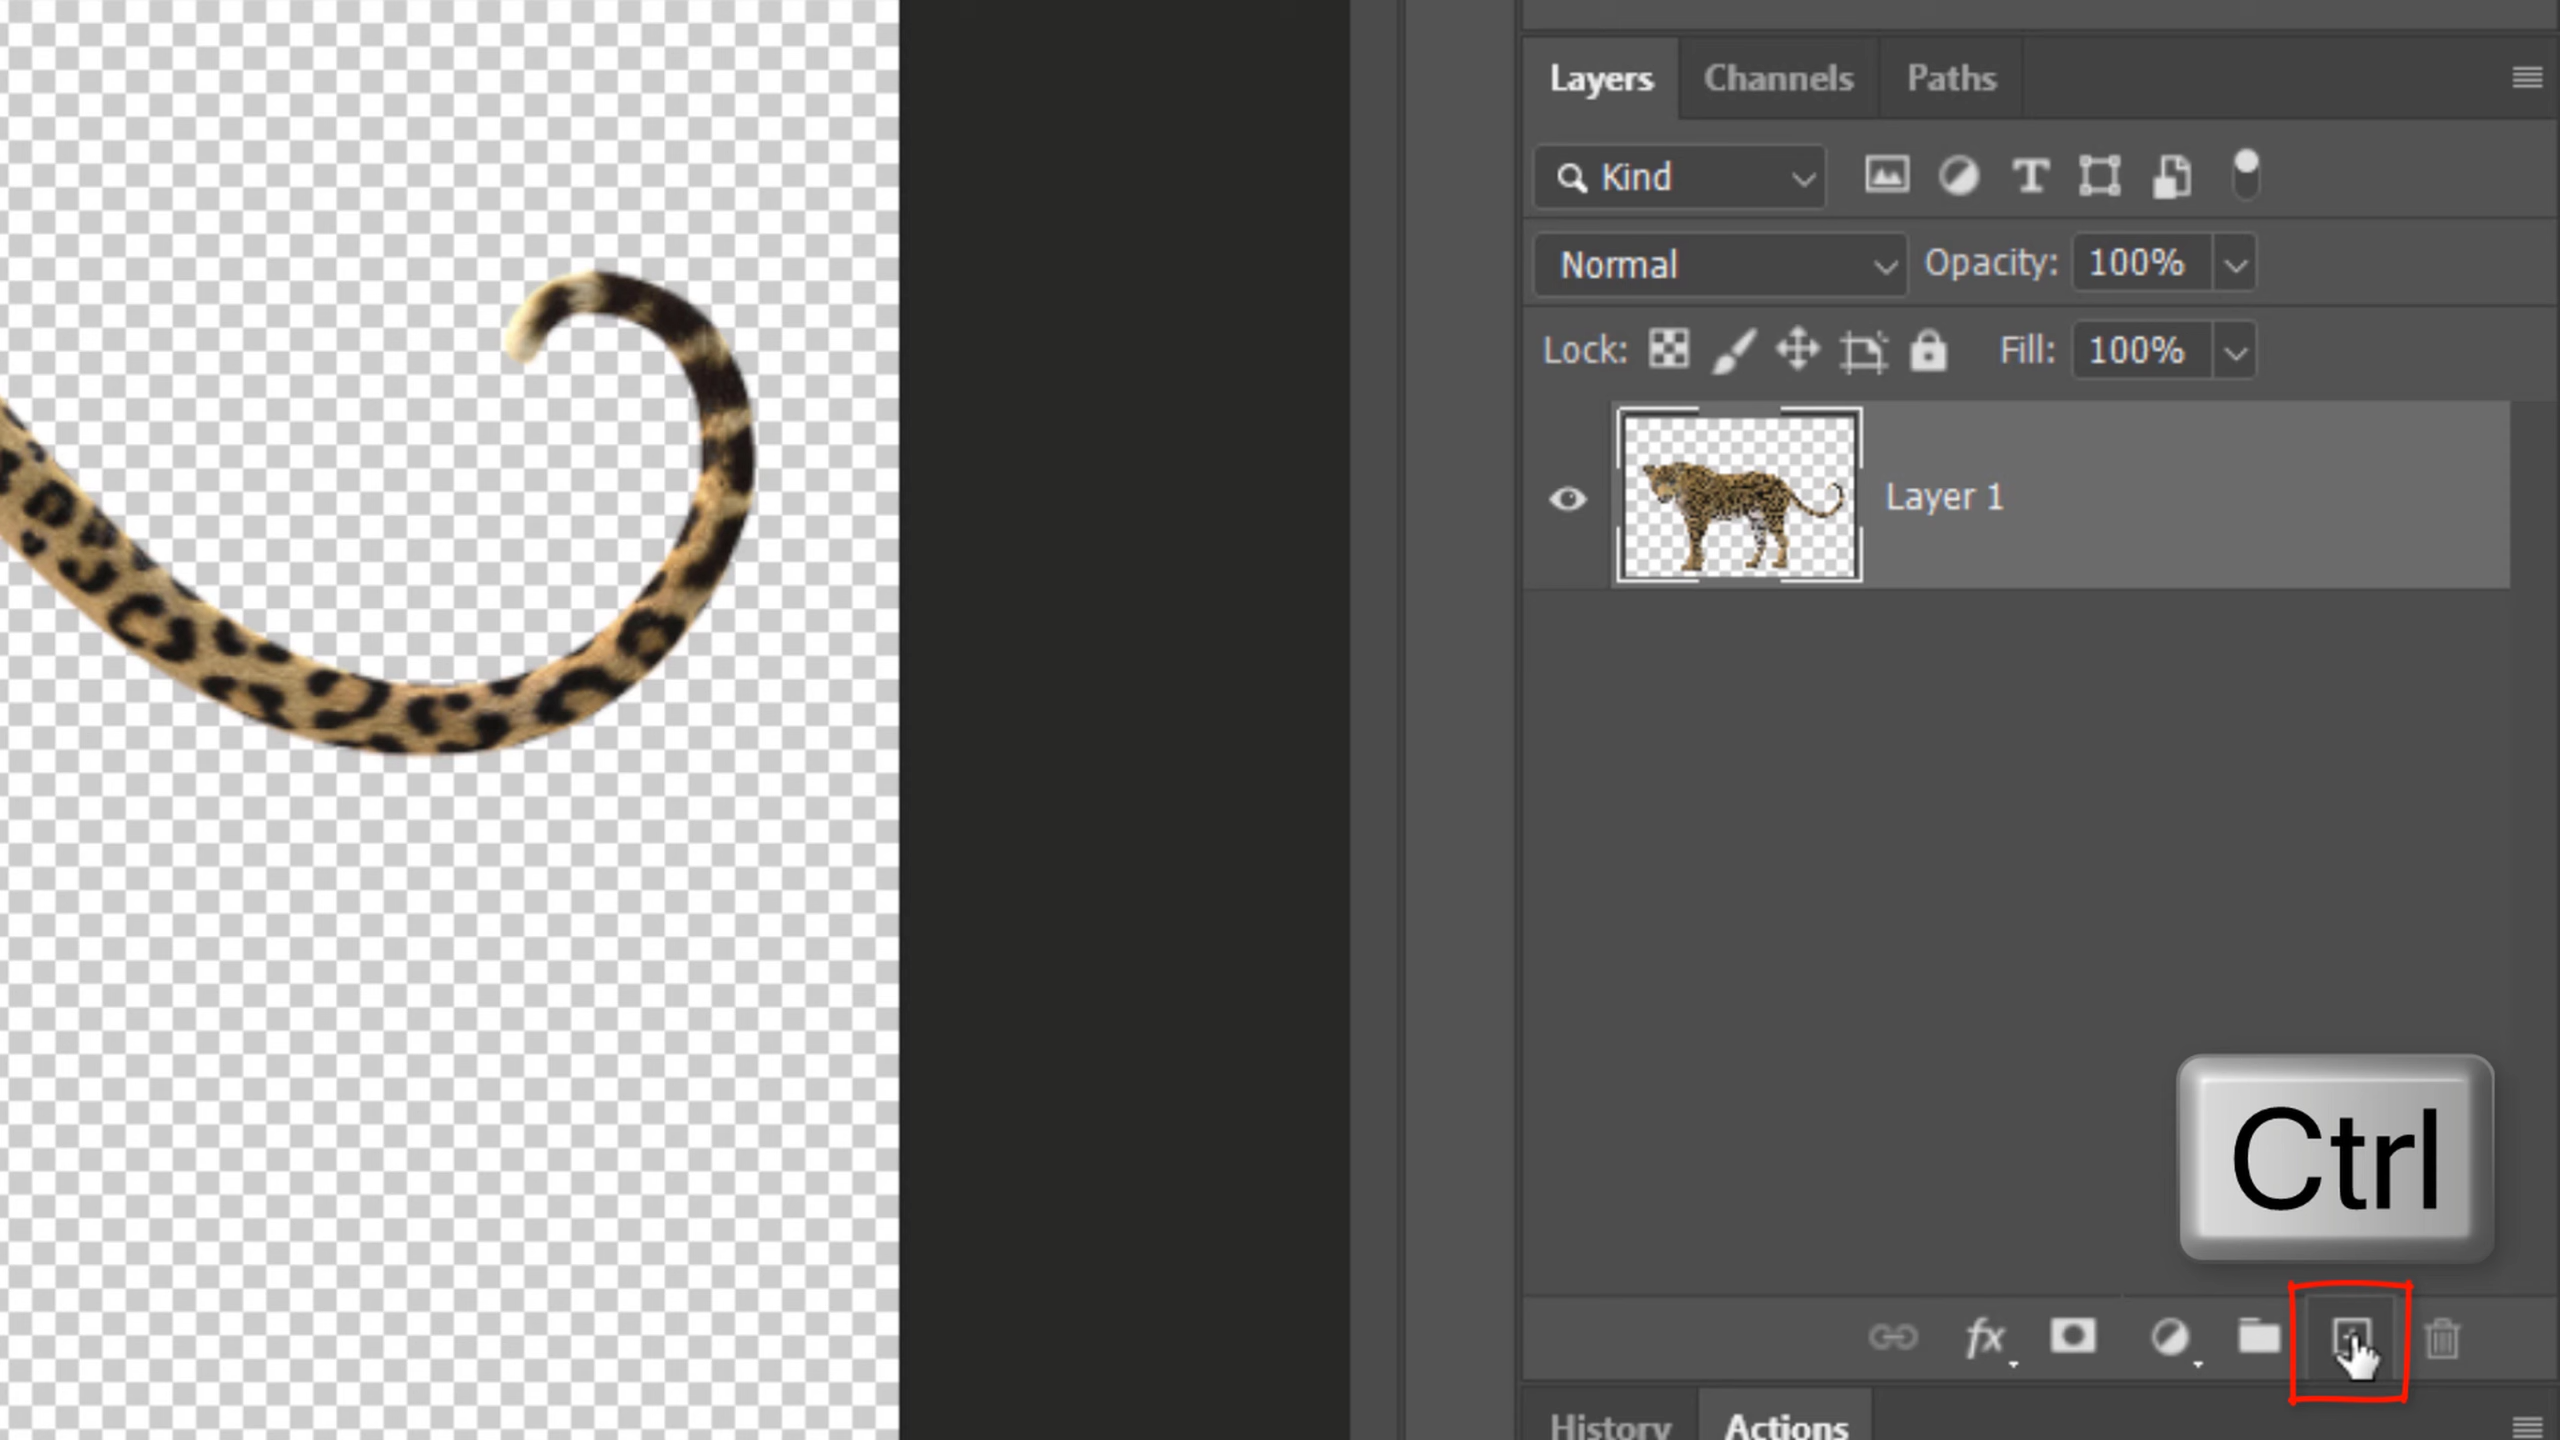 Layers Channels Paths
Kind
Normal Opacity: 100%
Lock: Fill: 100%
Layer 1
Ctrl
fx
History Actions